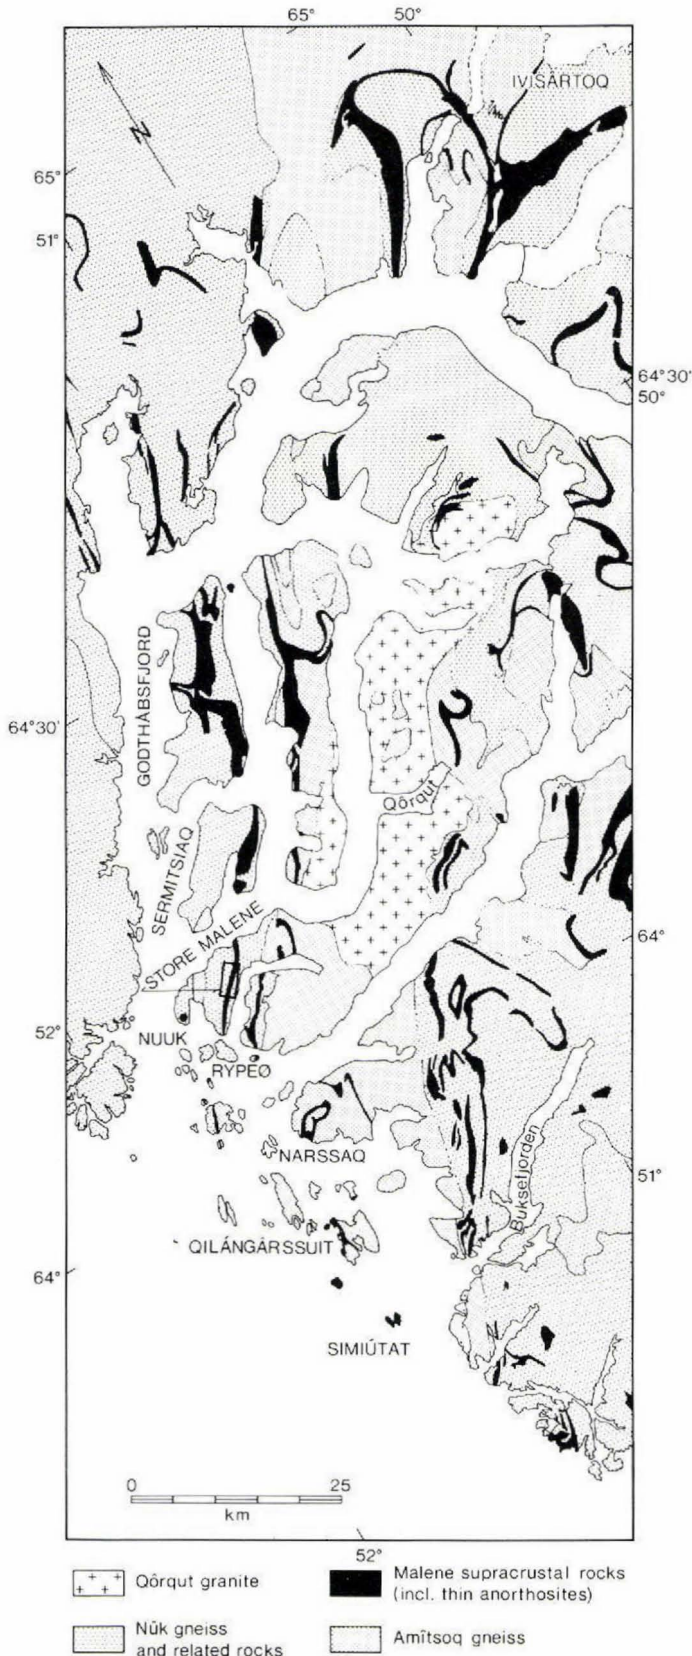 65° 50°
IVISÂRTOQ
N
65°
51°
64°30'
50°
GODTHÅBSFJORD
64°30'
Qôrqut
SERMITSIAQ
STORE MALENE
64°
52°
NUUK
RYPEØ
NARSSAQ
Buksefjorden
51°
QILÁNGÂRSSUIT
64°
SIMIÚTAT
0 25
km
52°
Qôrqut granite
Malene supracrustal rocks
(incl. thin anorthosites)
Nûk gneiss
and related rocks
Amîtsoq gneiss